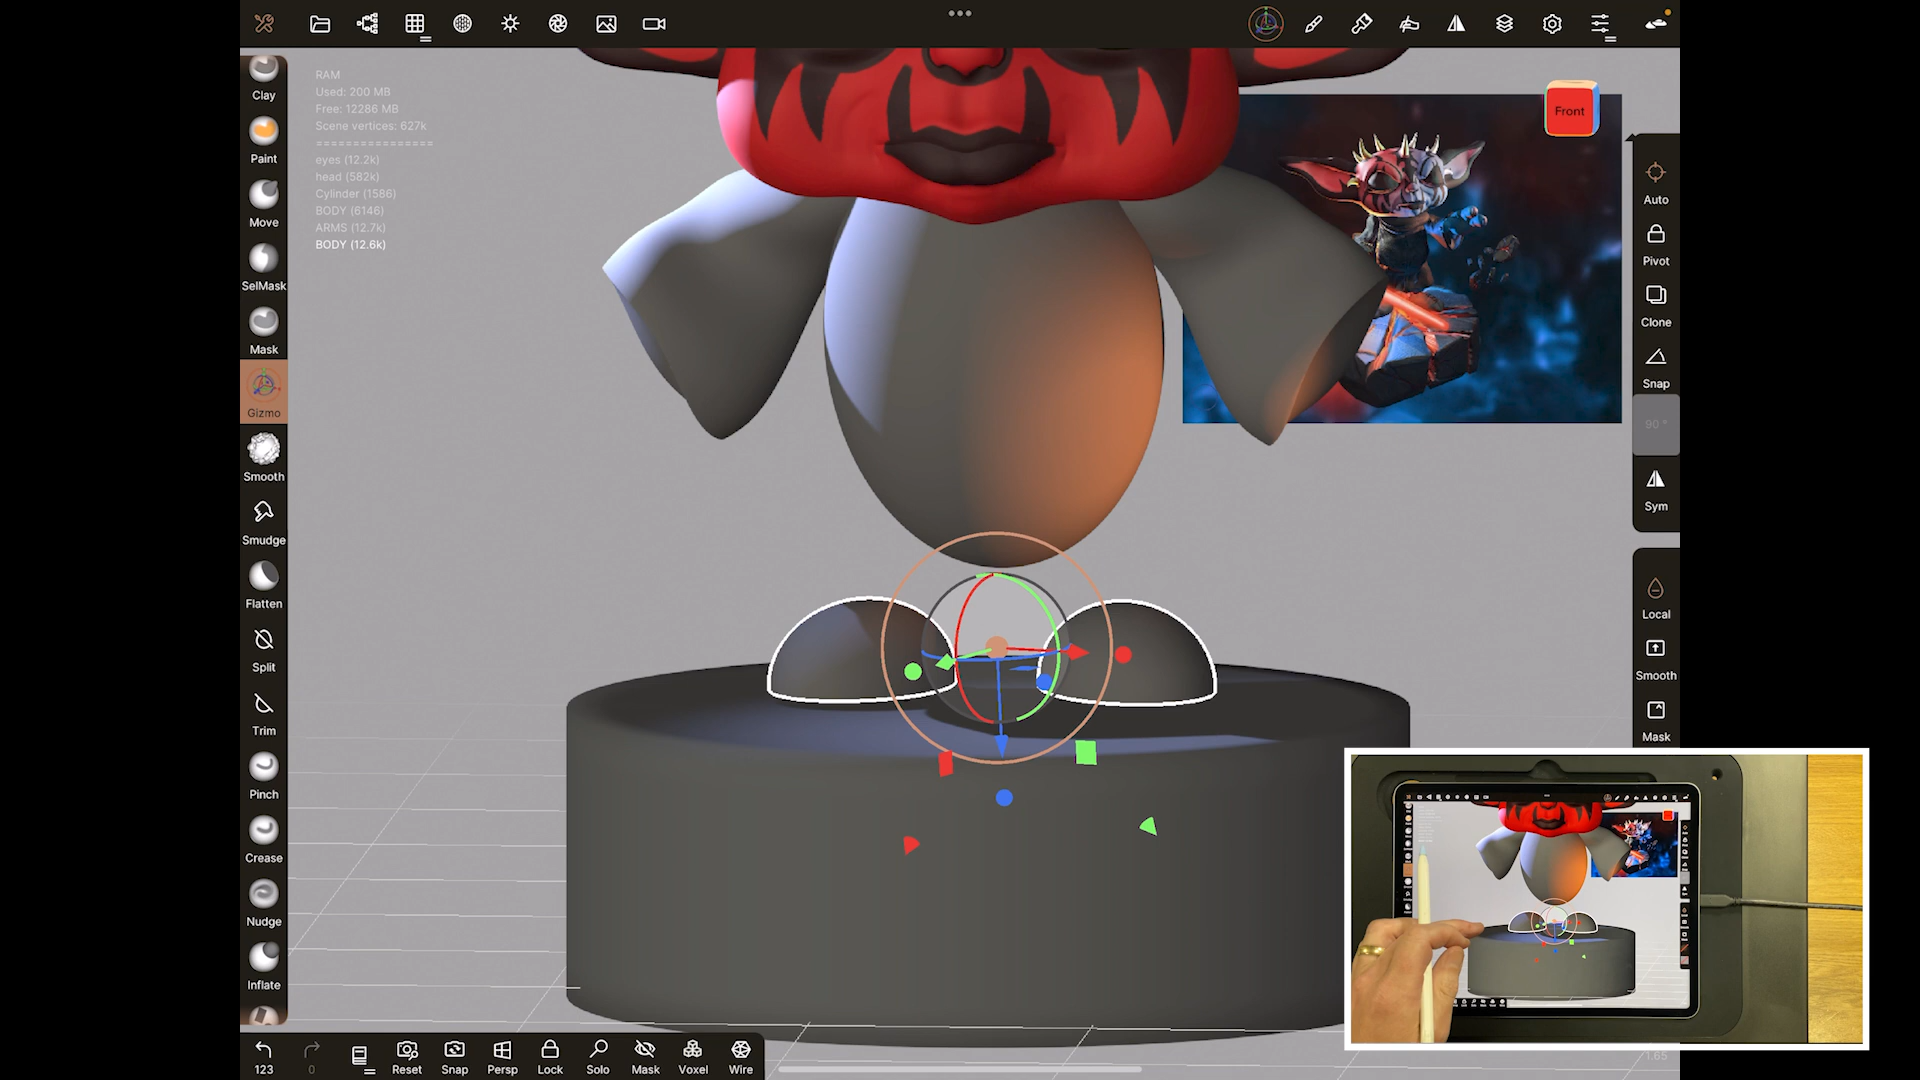 RAM
Used: 200 MB
Free: 12286 MB
Scene vertices: 627k
================
eyes (12.2k)
head (582k)
Cylinder (1586)
BODY (6146)
ARMS (12.7k)
BODY (12.6k)
Clay
Paint
Move
SelMask
Mask
Gizmo
Smooth
Smudge
Flatten
Split
Trim
Pinch
Crease
Nudge
Inflate
Front
Auto
Pivot
Clone
Snap
90 °
Sym
Local
Smooth
Mask
1.65
123
0
Reset
Snap
Persp
Lock
Solo
Mask
Voxel
Wire